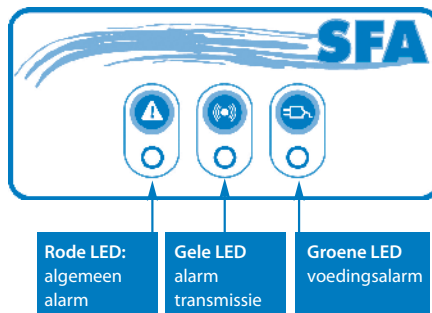 SFA
Rode LED:
algemeen
alarm
Gele LED
alarm
transmissie
Groene LED
voedingsalarm